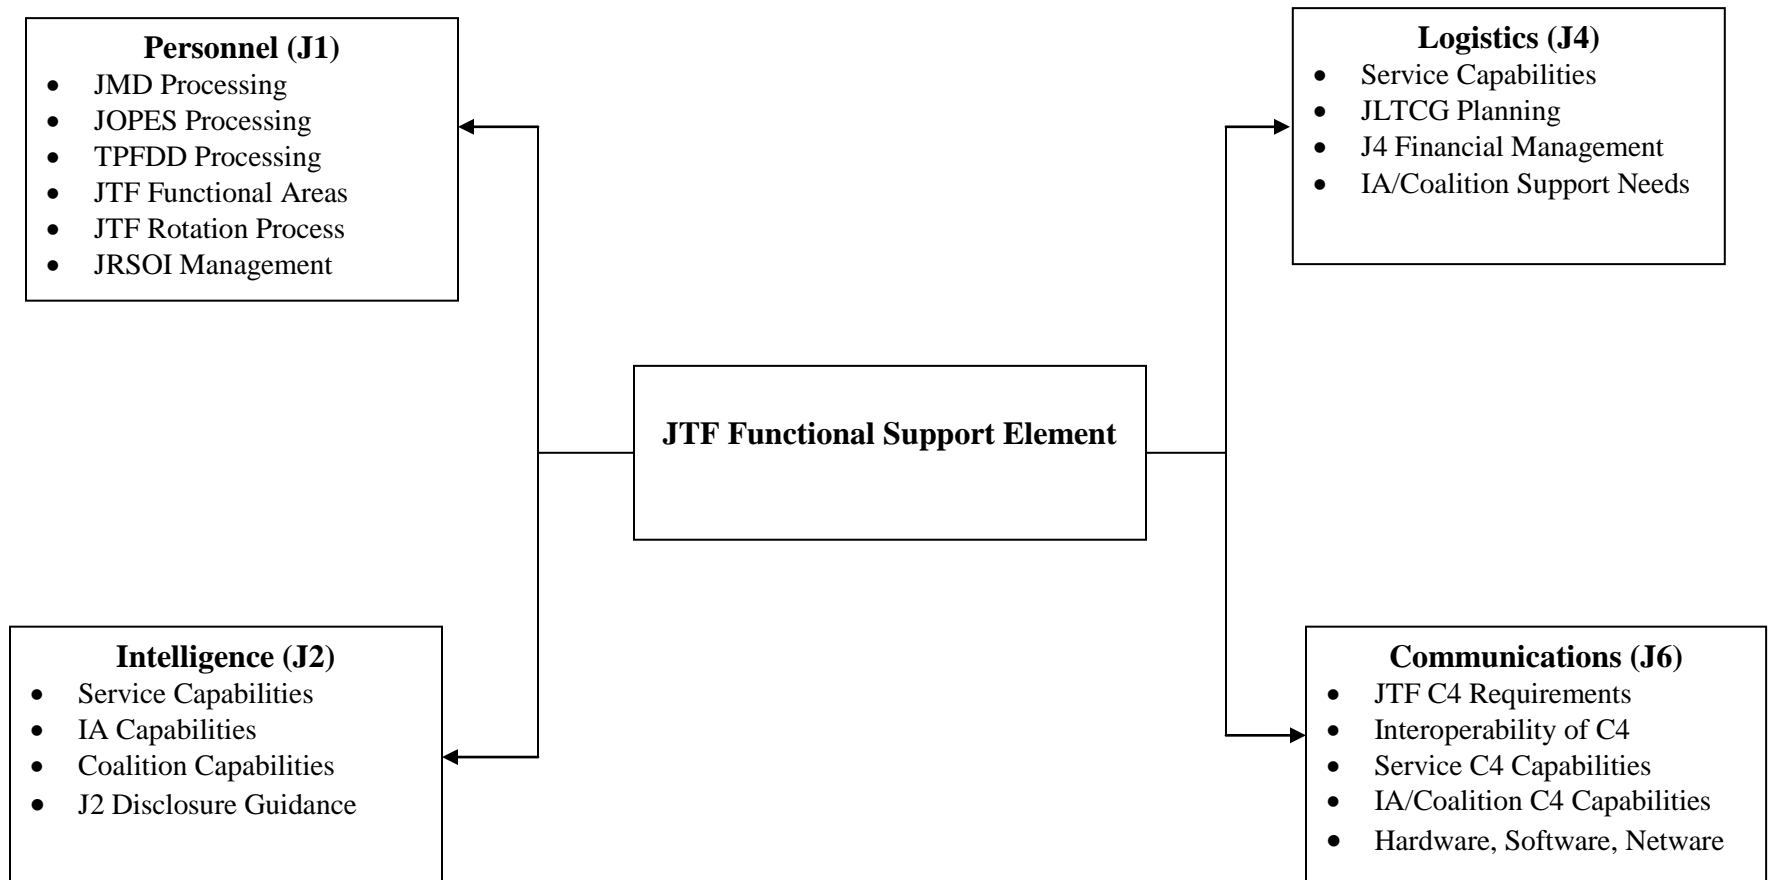 Personnel (J1)
JMD Processing
JOPES Processing
TPFDD Processing
JTF Functional Areas
JTF Rotation Process
JRSOI Management
Logistics (J4)
Service Capabilities
JLTCG Planning
J4 Financial Management
IA/Coalition Support Needs
JTF Functional Support Element
Intelligence (J2)
Service Capabilities
IA Capabilities
Coalition Capabilities
J2 Disclosure Guidance
Communications (J6)
JTF C4 Requirements
Interoperability of C4
Service C4 Capabilities
IA/Coalition C4 Capabilities
Hardware, Software, Netware